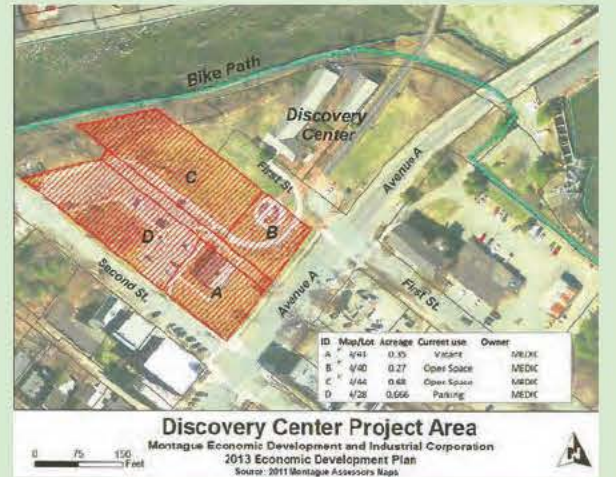 Bike Path
Discovery
Center
First St.
Avenue A
C
B
D
A
Second St.
Avenue A
First St.
ID Map/Lot Acreage Current use Owner
A 4/41 0.35 Vacant MEDIC
B 4/40 0.27 Open Space MEDIC
C 4/44 0.68 Open Space MEDIC
D 4/28 0.666 Parking MEDIC
Discovery Center Project Area
Montague Economic Development and Industrial Corporation
2013 Economic Development Plan
Source: 2011 Montague Assessors Maps
0 75 150
Feet
N